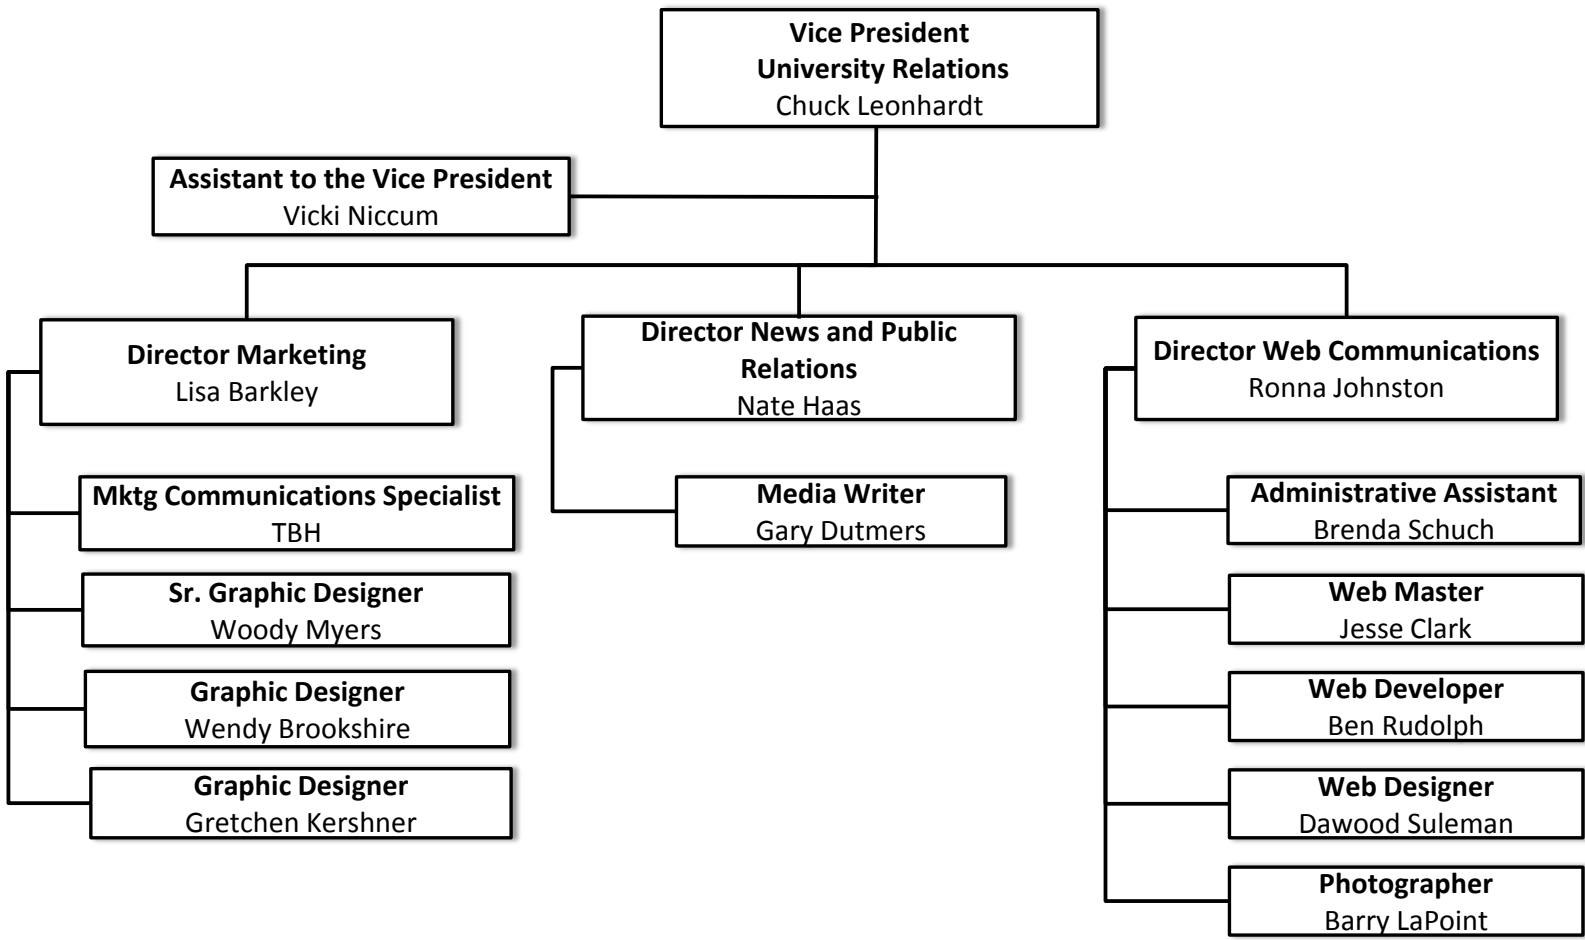 Vice President
University Relations
Chuck Leonhardt
Assistant to the Vice President
Vicki Niccum
Director Marketing
Lisa Barkley
Mktg Communications Specialist
TBH
Sr. Graphic Designer
Woody Myers
Graphic Designer
Wendy Brookshire
Graphic Designer
Gretchen Kershner
Director News and Public
Relations
Nate Haas
Media Writer
Gary Dutmers
Director Web Communications
Ronna Johnston
Administrative Assistant
Brenda Schuch
Web Master
Jesse Clark
Web Developer
Ben Rudolph
Web Designer
Dawood Suleman
Photographer
Barry LaPoint